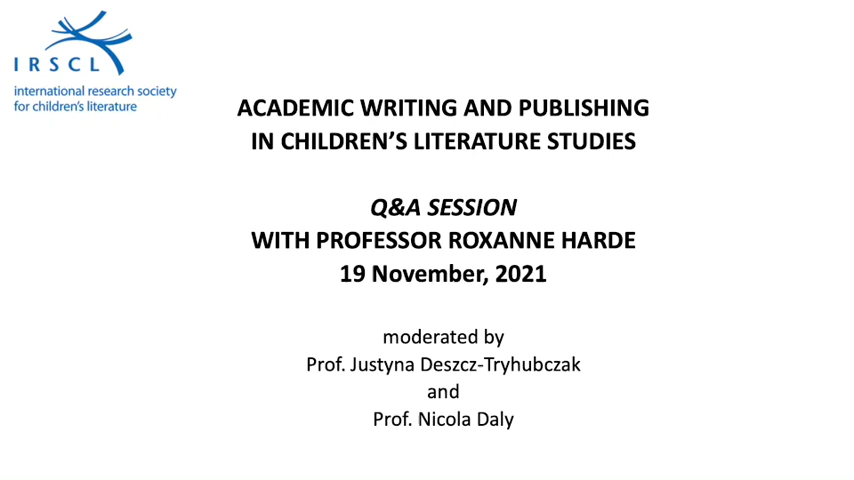 IRSCL
international research society
for children's literature
ACADEMIC WRITING AND PUBLISHING
IN CHILDREN'S LITERATURE STUDIES
Q&A SESSION
WITH PROFESSOR ROXANNE HARDE
19 November, 2021
moderated by
Prof. Justyna Deszcz-Tryhubczak
and
Prof. Nicola Daly